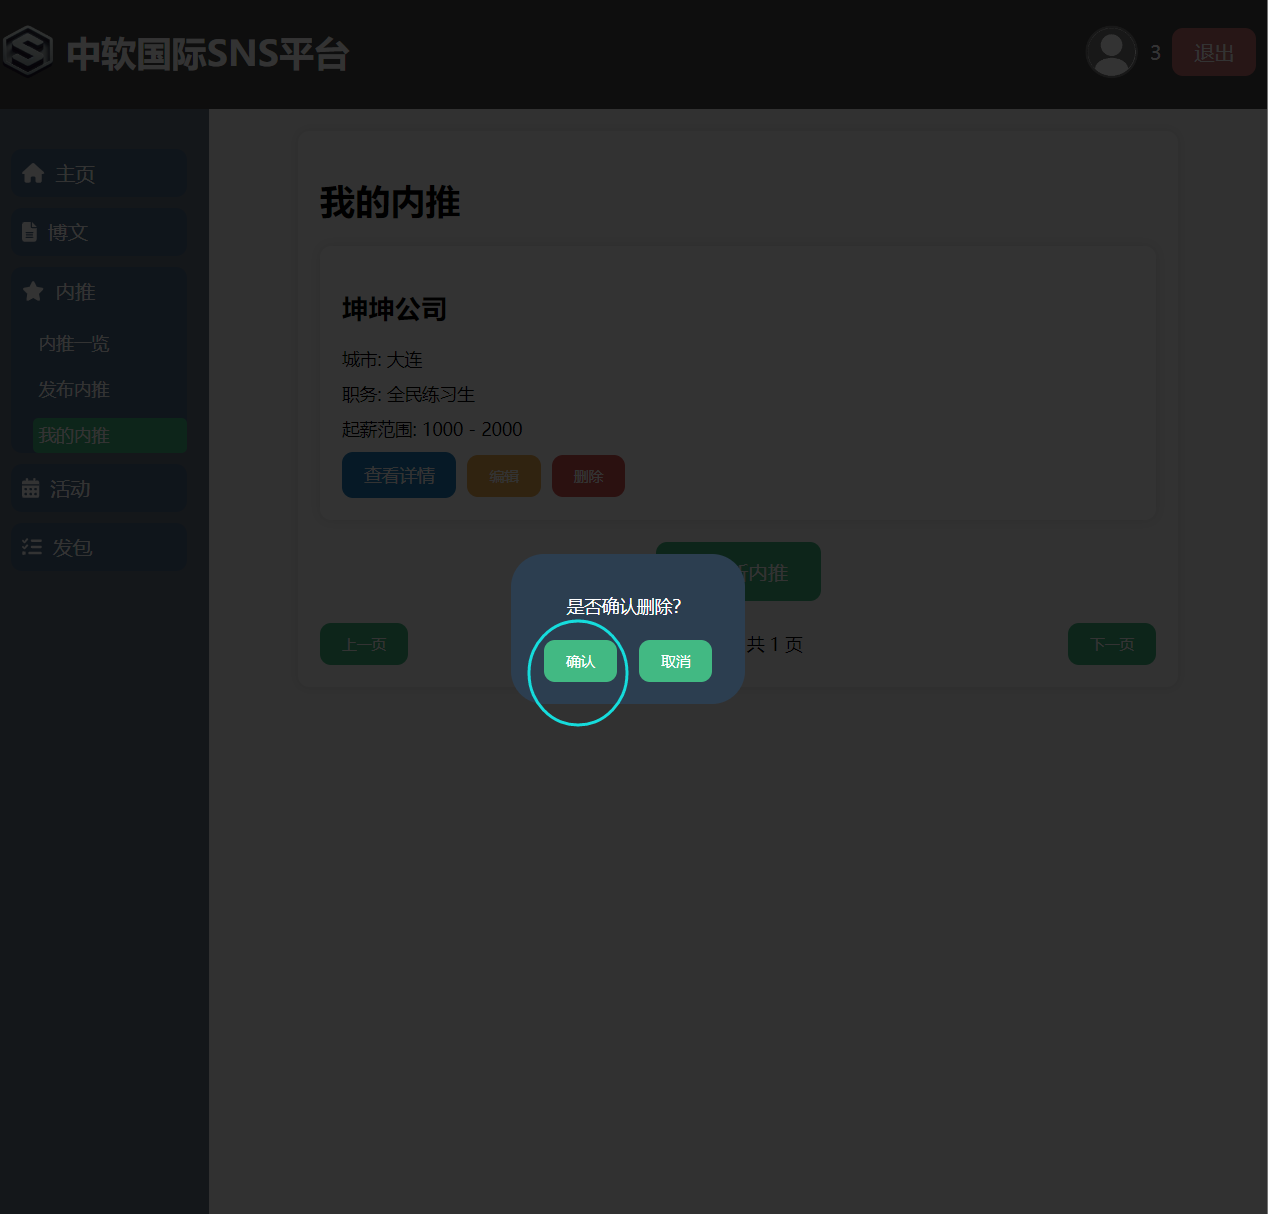 中软国际SNS平台
3
退出
主页
博文
内推
内推一览
发布内推
我的内推
活动
发包
我的内推
坤坤公司
城市: 大连
职务: 全民练习生
起薪范围: 1000 - 2000
查看详情 编辑 删除
新内推
是否确认删除?
确认 取消
上一页
共 1 页
下一页